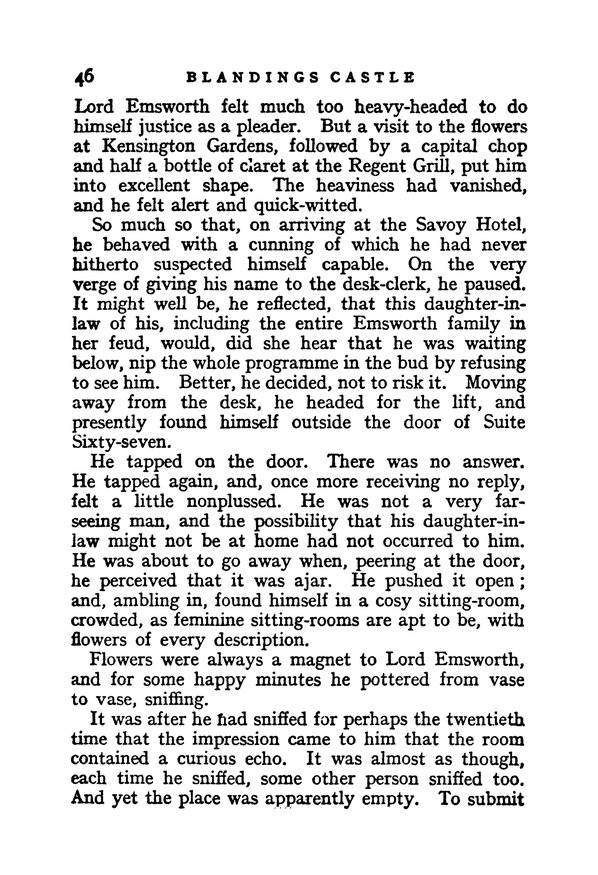 46 BLANDINGS CASTLE
Lord Emsworth felt much too heavy-headed to do
himself justice as a pleader. But a visit to the flowers
at Kensington Gardens, followed by a capital chop
and half a bottle of claret at the Regent Grill, put him
into excellent shape. The heaviness had vanished,
and he felt alert and quick-witted.
So much so that, on arriving at the Savoy Hotel,
he behaved with a cunning of which he had never
hitherto suspected himself capable. On the very
verge of giving his name to the desk-clerk, he paused.
It might well be, he reflected, that this daughter-in-
law of his, including the entire Emsworth family in
her feud, would, did she hear that he was waiting
below, nip the whole programme in the bud by refusing
to see him. Better, he decided, not to risk it. Moving
away from the desk, he headed for the lift, and
presently found himself outside the door of Suite
Sixty-seven.
He tapped on the door. There was no answer.
He tapped again, and, once more receiving no reply,
felt a little nonplussed. He was not a very far-
seeing man, and the possibility that his daughter-in-
law might not be at home had not occurred to him.
He was about to go away when, peering at the door,
he perceived that it was ajar. He pushed it open ;
and, ambling in, found himself in a cosy sitting-room,
crowded, as feminine sitting-rooms are apt to be, with
flowers of every description.
Flowers were always a magnet to Lord Emsworth,
and for some happy minutes he pottered from vase
to vase, sniffing.
It was after he had sniffed for perhaps the twentieth
time that the impression came to him that the room
contained a curious echo. It was almost as though,
each time he sniffed, some other person sniffed too.
And yet the place was apparently empty. To submit